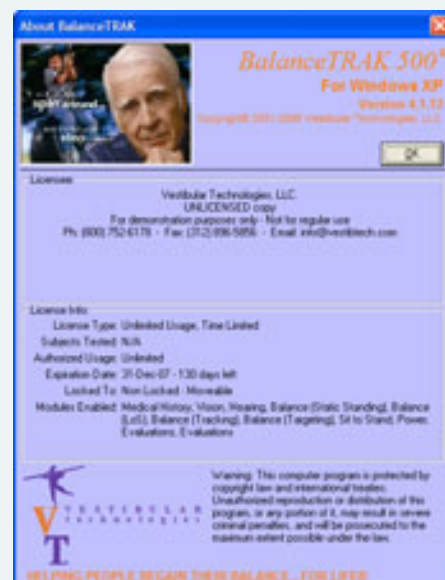 About BalanceTRAK
BalanceTRAK 500
For Windows XP
Version 4.1.13
Vestibular Technologies, LLC
OK
Licensee
Vestibular Technologies, LLC.
UNLICENSED copy
For demonstration purposes only - Not for regular use
Ph: (800) 752-6178 - Fax: (312) 896-5856 - Email: info@vestibtech.com
License Info
License Type: Unlimited Usage, Time Limited
Subjects Tested: N/A
Authorized Usage: Unlimited
Expiration Date: 31-Dec-07 - 130 days left
Locked To: Non Locked - Moveable
Modules Enabled: Medical History, Vision, Hearing, Balance (Static Standing), Balance
(LoS), Balance (Tracking), Balance (Targeting), Sit to Stand, Power,
Evaluations, Evaluations
VESTIBULAR
Technologies
VT
Warning: This computer program is protected by
copyright law and international treaties.
Unauthorized reproduction or distribution of this
program, or any portion of it, may result in severe
criminal penalties, and will be prosecuted to the
maximum extent possible under the law.
HELPING PEOPLE REGAIN THEIR BALANCE... FOR LIFE!